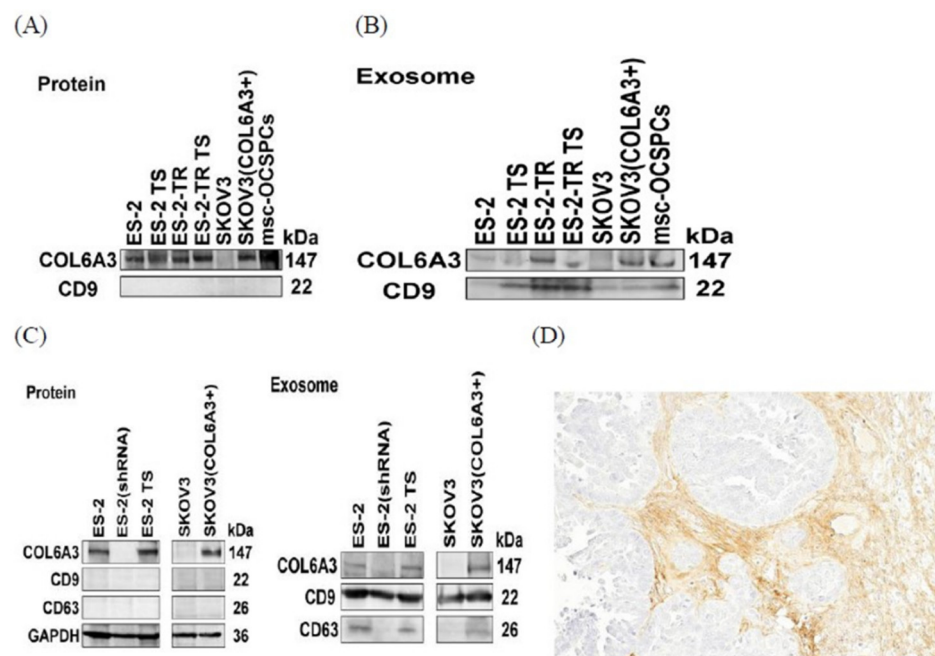 (A)
Protein
ES-2
ES-2 TS
ES-2-TR
ES-2-TR TS
SKOV3
SKOV3(COL6A3+)
msc-OCSPCs
kDa
COL6A3 147
CD9 22
(B)
Exosome
ES-2
ES-2 TS
ES-2-TR
ES-2-TR TS
SKOV3
SKOV3(COL6A3+)
msc-OCSPCs
kDa
COL6A3 147
CD9 22
(C)
Protein
ES-2
ES-2(shRNA)
ES-2 TS
SKOV3
SKOV3(COL6A3+)
kDa
COL6A3 147
CD9 22
CD63 26
GAPDH 36
Exosome
ES-2
ES-2(shRNA)
ES-2 TS
SKOV3
SKOV3(COL6A3+)
kDa
COL6A3 147
CD9 22
CD63 26
(D)